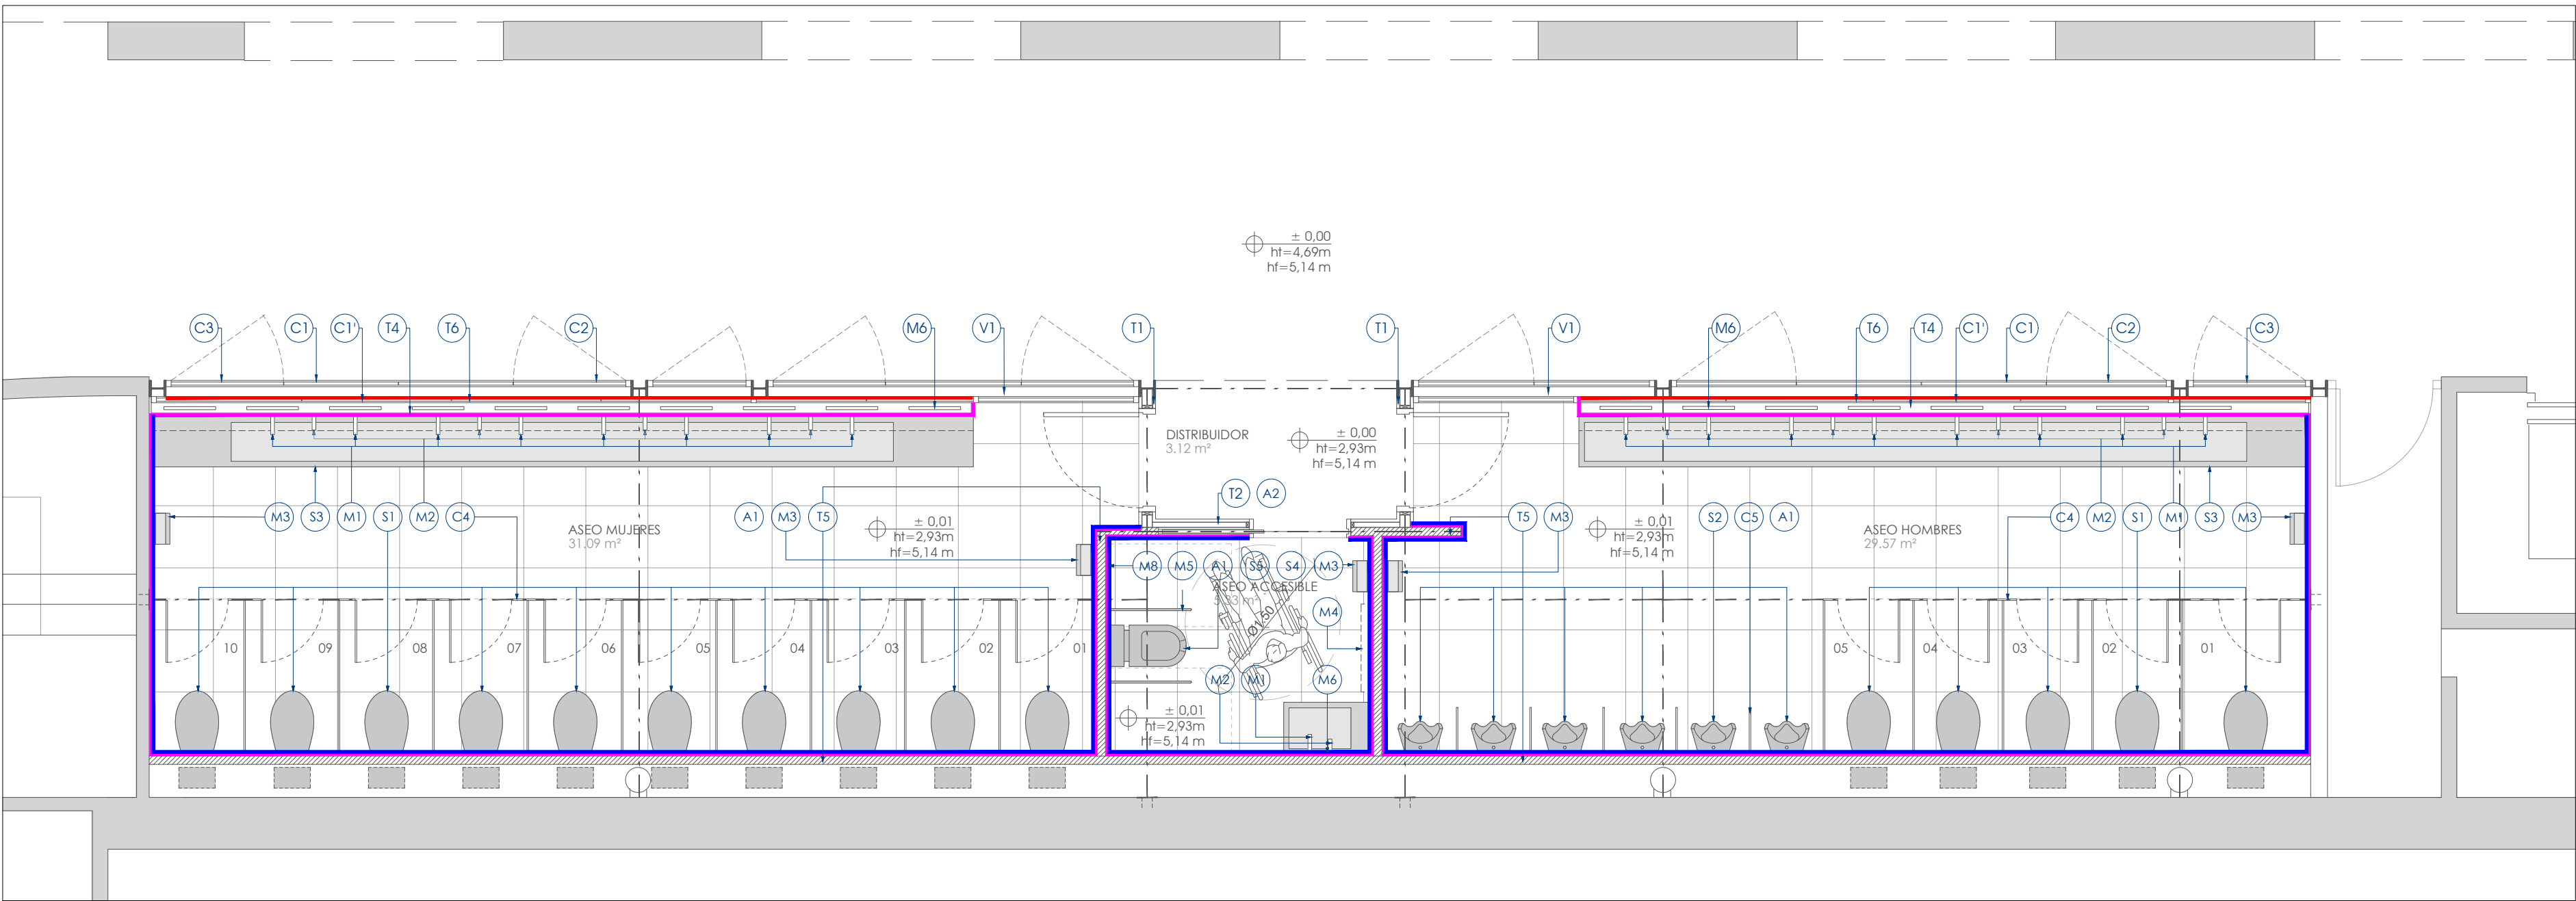 ± 0,00
ht=4,69m
hf=5,14 m
C3 C1 C1' T4 T6 C2 M6 V1 T1 T1 V1 M6 T6 T4 C1' C1 C2 C3
DISTRIBUIDOR
3.12 m²
± 0,00
ht=2,93m
hf=5,14 m
T2 A2
M3 S3 M1 S1 M2 C4 A1 M3 T5 T5 M3 S2 C5 A1 C4 M2 S1 M1 S3 M3
ASEO MUJERES
31.09 m²
± 0,01
ht=2,93m
hf=5,14 m
± 0,01
ht=2,93m
hf=5,14 m
ASEO HOMBRES
29.57 m²
M8 M5 A1 S5 S4 M3
ASEO ACCESIBLE
M4
Ø1,50
10 09 08 07 06 05 04 03 02 01
05 04 03 02 01
M2 M1 M6
± 0,01
ht=2,93m
hf=5,14 m